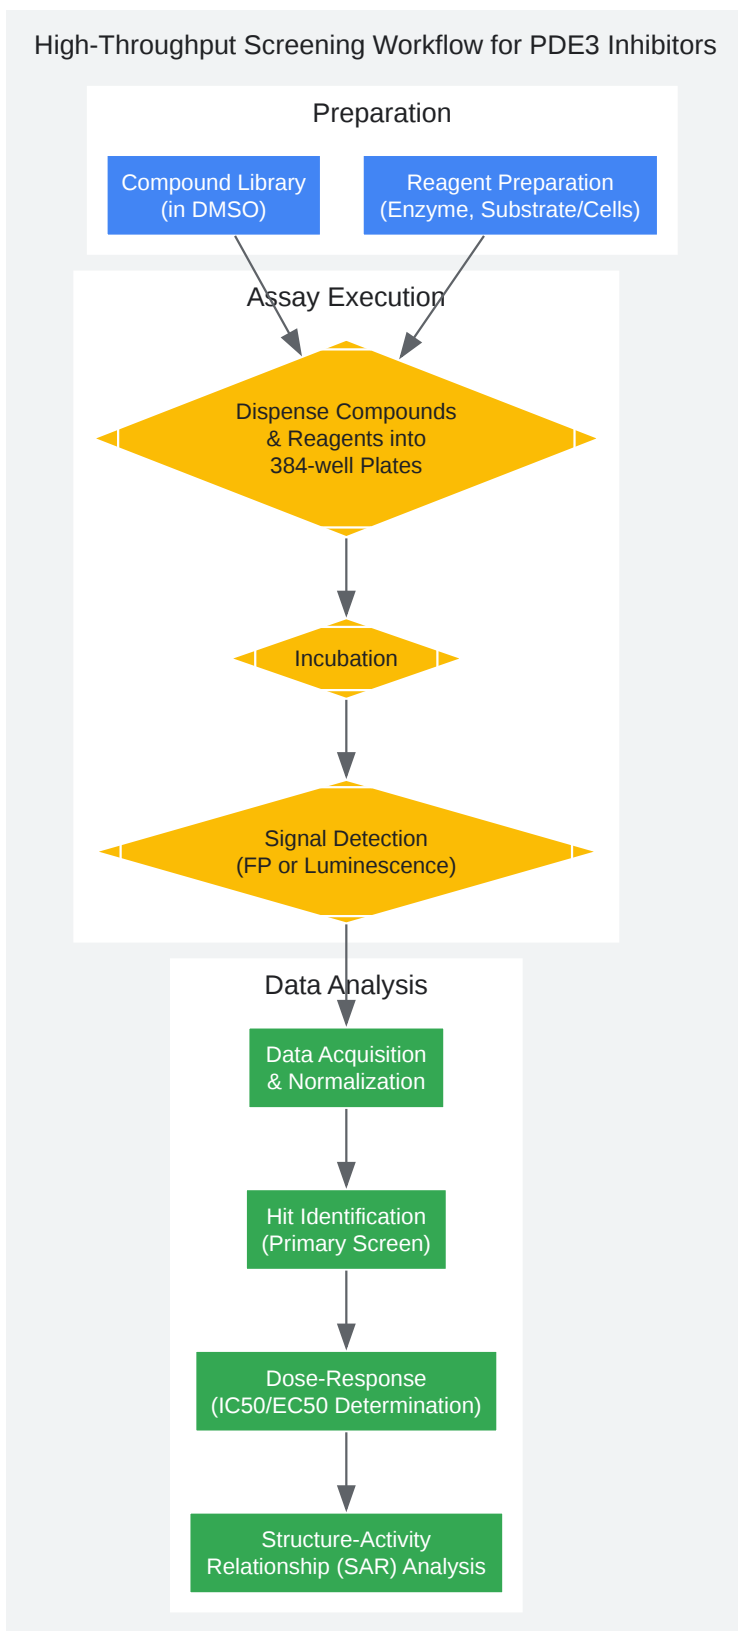 High-Throughput Screening Workflow for PDE3 Inhibitors
Preparation
Compound Library
(in DMSO)
Reagent Preparation
(Enzyme, Substrate/Cells)
Assay Execution
Dispense Compounds
& Reagents into
384-well Plates
Incubation
Signal Detection
(FP or Luminescence)
Data Analysis
Data Acquisition
& Normalization
Hit Identification
(Primary Screen)
Dose-Response
(IC50/EC50 Determination)
Structure-Activity
Relationship (SAR) Analysis